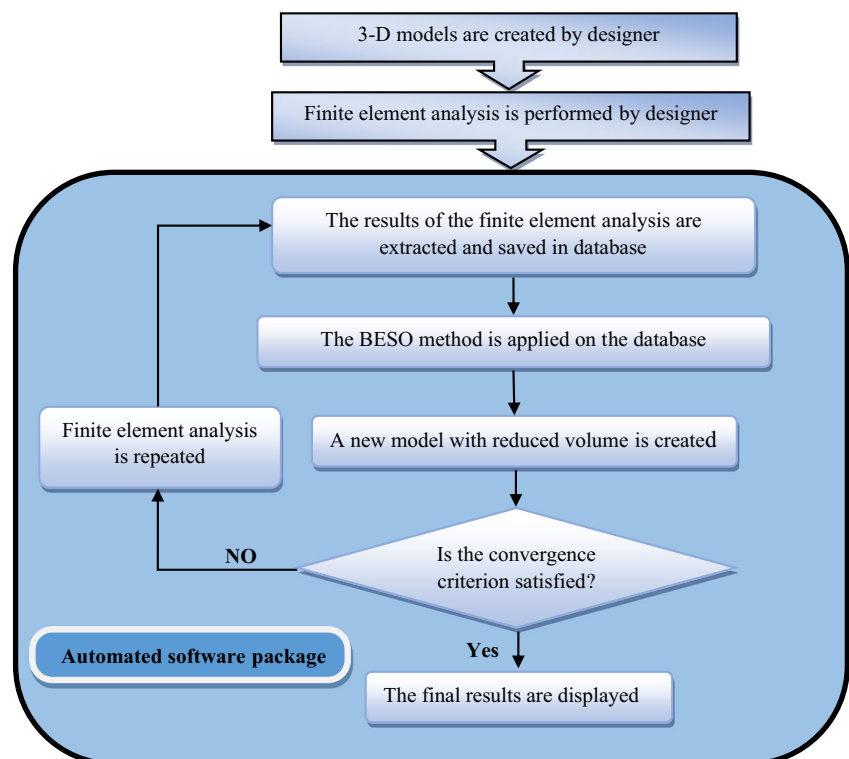 3-D models are created by designer
Finite element analysis is performed by designer
The results of the finite element analysis are
extracted and saved in database
The BESO method is applied on the database
Finite element analysis
is repeated
A new model with reduced volume is created
Is the convergence
criterion satisfied?
NO
Yes
Automated software package
The final results are displayed